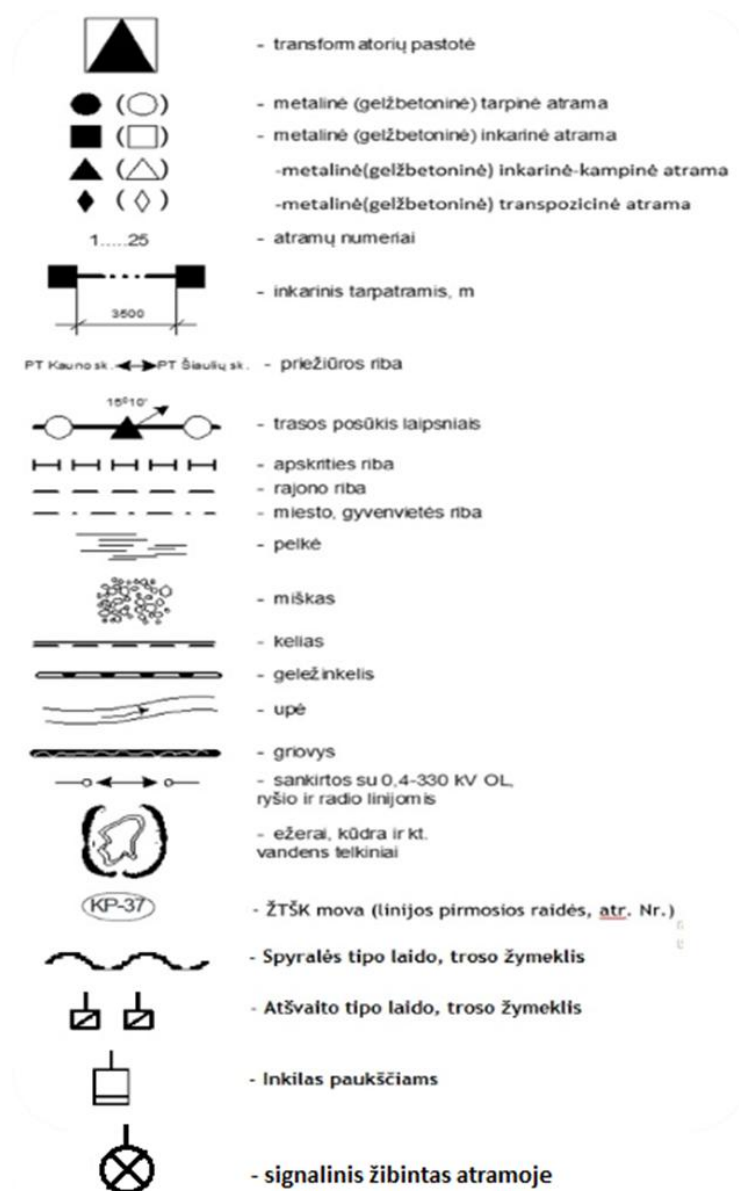 - transformatorių pastotė
- metalinė (gelžbetoninė) tarpinė atrama
- metalinė (gelžbetoninė) inkarinė atrama
-metalinė(gelžbetoninė) inkarinė-kampinė atrama
-metalinė(gelžbetoninė) transpozicinė atrama
1.....25 - atramų numeriai
- inkarinis tarpatramis, m
3500
PT Kauno sk. PT Šiaulių sk. - priežiūros riba
15º10'
- trasos posūkis laipsniais
- apskrities riba
- rajono riba
- miesto, gyvenvietės riba
- pelkė
- miškas
- kelias
- geležinkelis
- upė
- griovys
- sankirtos su 0,4-330 kV OL,
ryšio ir radio linijomis
- ežerai, kūdra ir kt.
vandens telkiniai
KP-37 - ŽTŠK mova (linijos pirmosios raidės, atr. Nr.)
- Spyralės tipo laido, troso žymeklis
- Atšvaito tipo laido, troso žymeklis
- Inkilas paukščiams
- signalinis žibintas atramoje